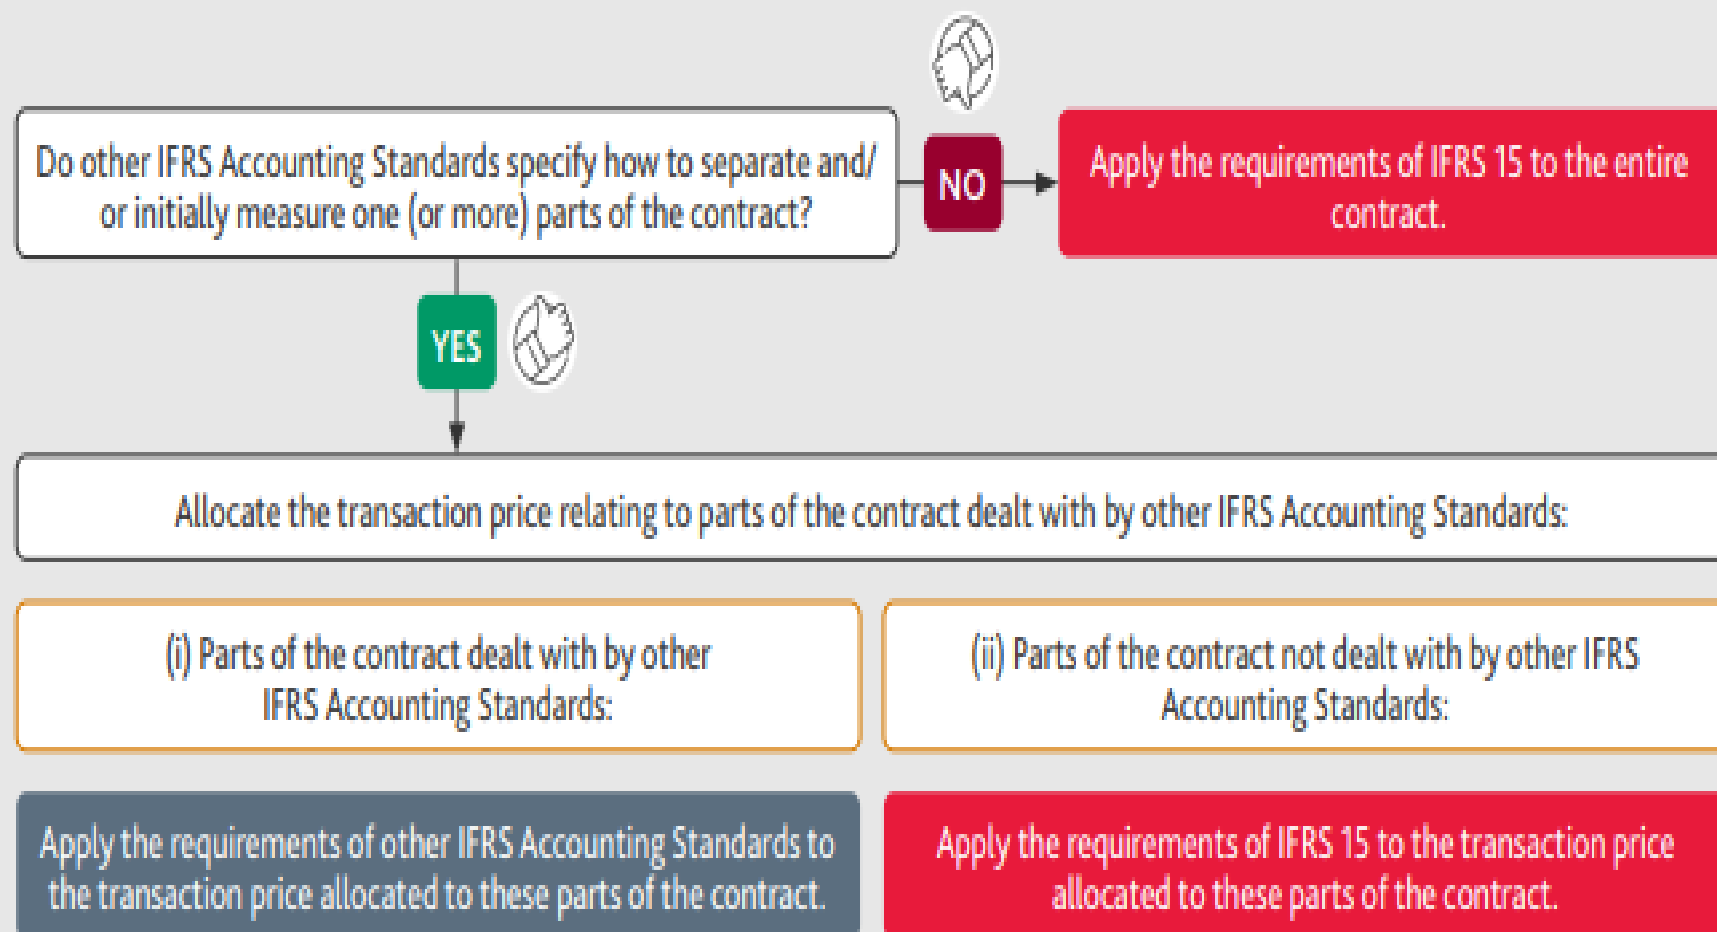 Do other IFRS Accounting Standards specify how to separate and/
or initially measure one (or more) parts of the contract?
NO
Apply the requirements of IFRS 15 to the entire
contract.
YES
Allocate the transaction price relating to parts of the contract dealt with by other IFRS Accounting Standards:
(i) Parts of the contract dealt with by other
IFRS Accounting Standards:
(ii) Parts of the contract not dealt with by other IFRS
Accounting Standards:
Apply the requirements of other IFRS Accounting Standards to
the transaction price allocated to these parts of the contract.
Apply the requirements of IFRS 15 to the transaction price
allocated to these parts of the contract.